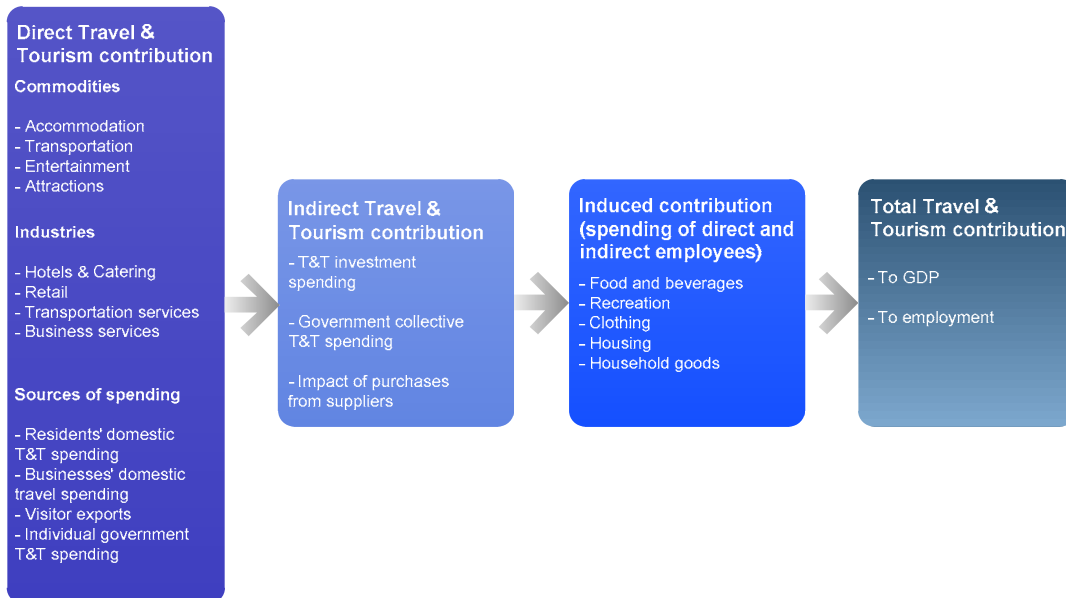 Direct Travel &
Tourism contribution
Commodities
- Accommodation
- Transportation
- Entertainment
- Attractions
Industries
- Hotels & Catering
- Retail
- Transportation services
- Business services
Sources of spending
- Residents' domestic
T&T spending
- Businesses' domestic
travel spending
- Visitor exports
- Individual government
T&T spending
Indirect Travel &
Tourism contribution
- T&T investment
spending
- Government collective
T&T spending
- Impact of purchases
from suppliers
Induced contribution
(spending of direct and
indirect employees)
- Food and beverages
- Recreation
- Clothing
- Housing
- Household goods
Total Travel &
Tourism contribution
- To GDP
- To employment